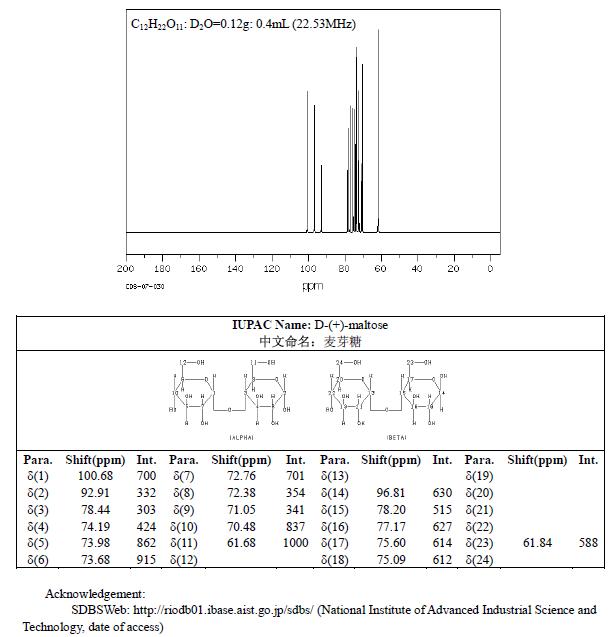 C₁₂H₂₂O₁₁: D₂O=0.12g: 0.4mL (22.53MHz)
200 180 160 140 120 100 80 60 40 20 0
CDS-07-030
ppm
IUPAC Name: D-(+)-maltose
中文命名：麦芽糖
(ALPHA) (BETA)
Para. Shift(ppm) Int. Para. Shift(ppm) Int. Para. Shift(ppm) Int. Para. Shift(ppm) Int.
δ(1) 100.68 700 δ(7) 72.76 701 δ(13) δ(19)
δ(2) 92.91 332 δ(8) 72.38 354 δ(14) 96.81 630 δ(20)
δ(3) 78.44 303 δ(9) 71.05 341 δ(15) 78.20 515 δ(21)
δ(4) 74.19 424 δ(10) 70.48 837 δ(16) 77.17 627 δ(22)
δ(5) 73.98 862 δ(11) 61.68 1000 δ(17) 75.60 614 δ(23) 61.84 588
δ(6) 73.68 915 δ(12) δ(18) 75.09 612 δ(24)
Acknowledgement:
SDBSWeb: http://riodb01.ibase.aist.go.jp/sdbs/ (National Institute of Advanced Industrial Science and
Technology, date of access)